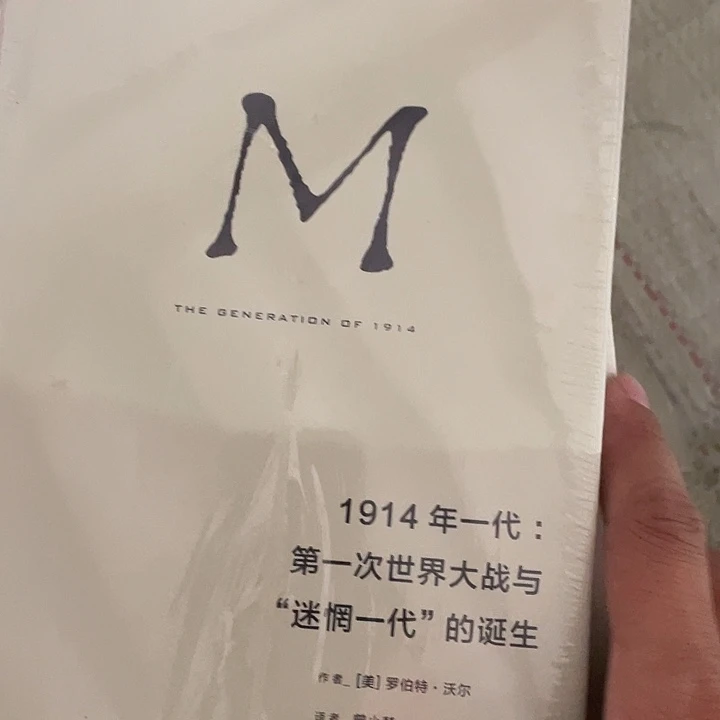 M
THE GENERATION OF 1914
1914 年一代：
第一次世界大战与
“迷惘一代”的诞生
作者_ [美] 罗伯特·沃尔